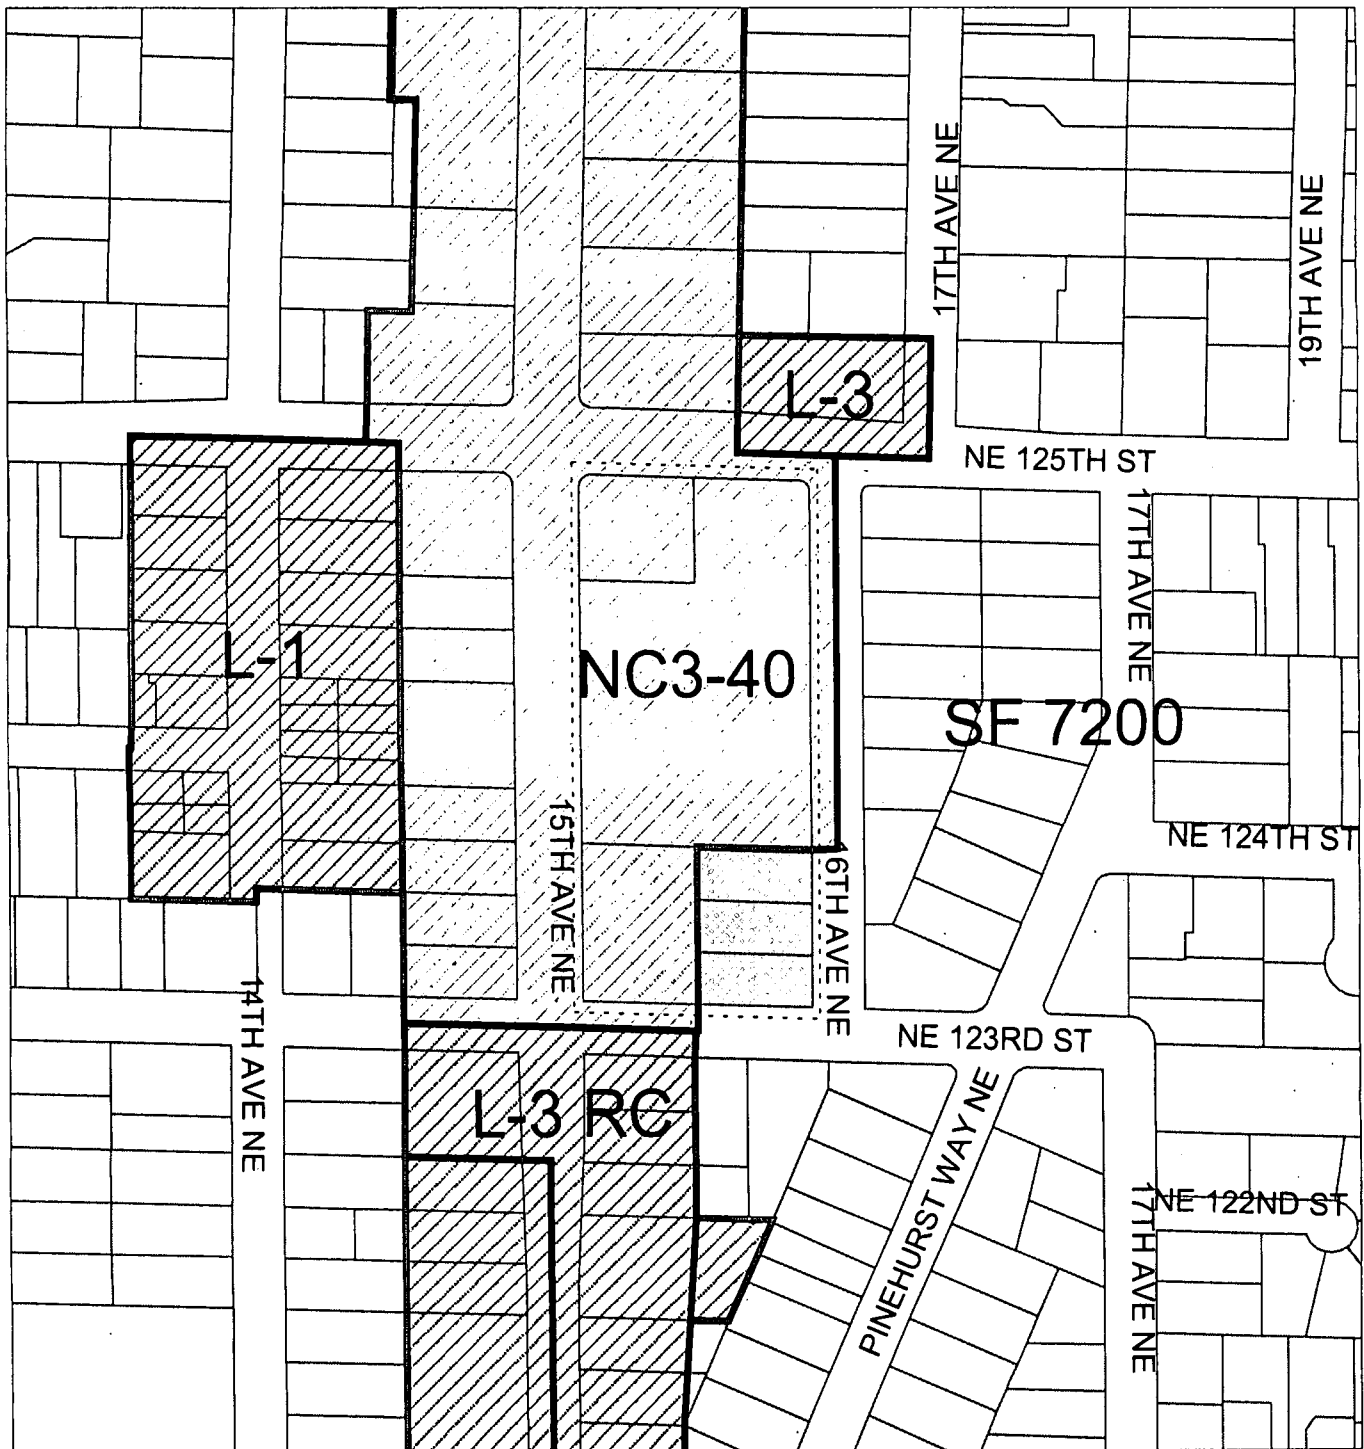 17TH AVE NE
19TH AVE NE
L-3
NE 125TH ST
17TH AVE NE
L-1
NC3-40
SF 7200
NE 124TH ST
15TH AVE NE
6TH AVE NE
14TH AVE NE
NE 123RD ST
L-3 RC
PINEHURST WAY NE
NE 122ND ST
17TH AVE NE